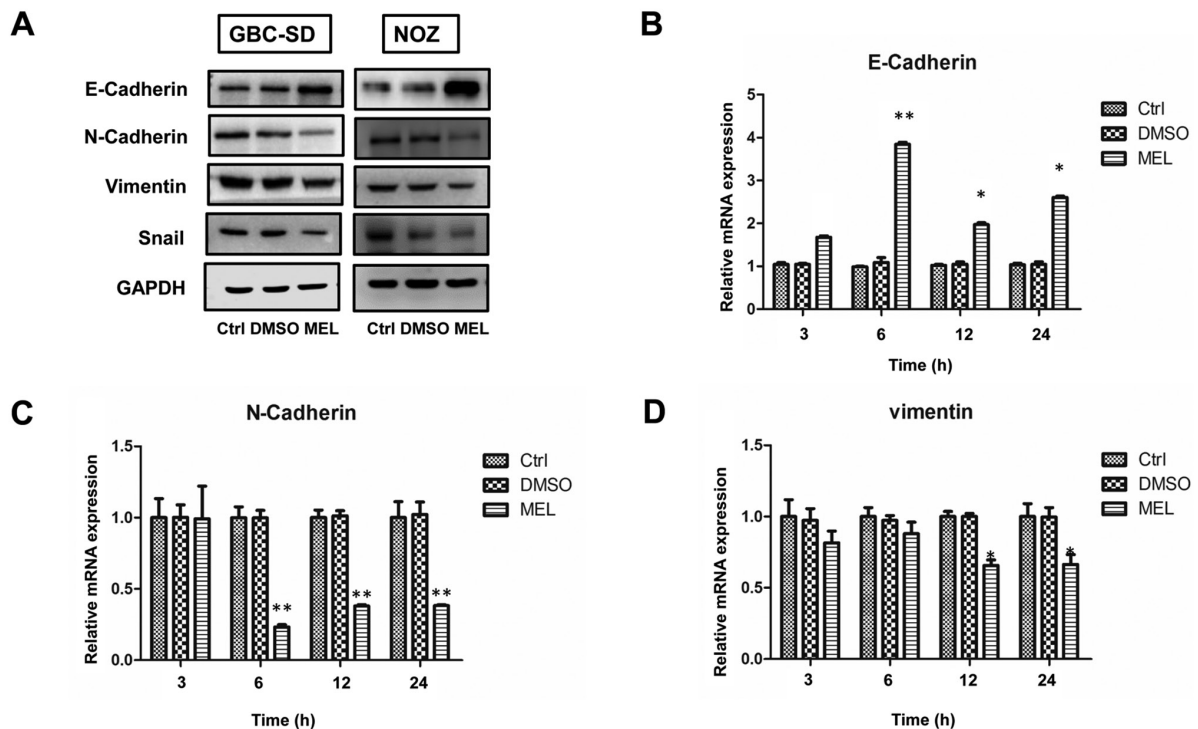 A
GBC-SD NOZ
E-Cadherin
N-Cadherin
Vimentin
Snail
GAPDH
Ctrl DMSO MEL Ctrl DMSO MEL
B
E-Cadherin
Relative mRNA expression
5
4
3
2
1
0
**
*
*
Ctrl
DMSO
MEL
3 6 12 24
Time (h)
C
N-Cadherin
Relative mRNA expression
1.5
1.0
0.5
0.0
**
**
**
Ctrl
DMSO
MEL
3 6 12 24
Time (h)
D
vimentin
Relative mRNA expression
1.5
1.0
0.5
0.0
*
*
Ctrl
DMSO
MEL
3 6 12 24
Time (h)